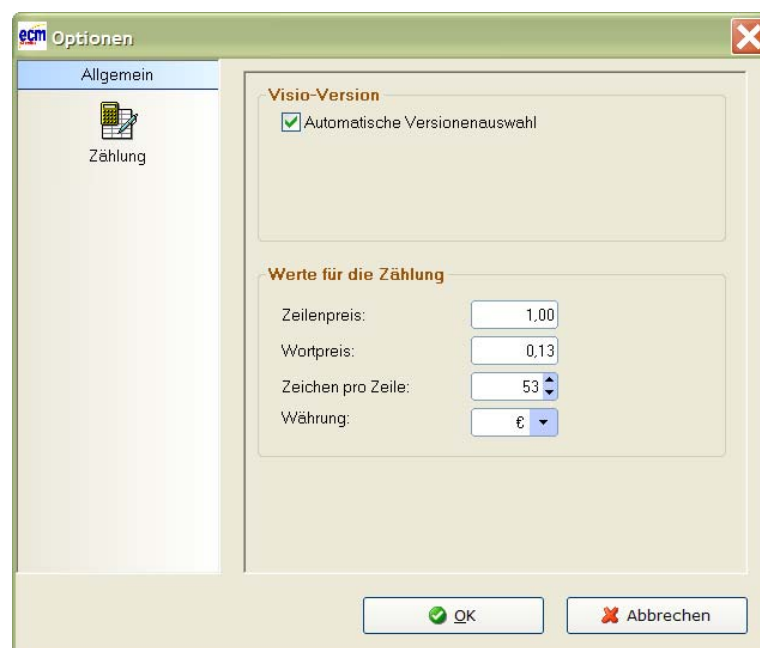 ecm Optionen
Allgemein
Zählung
Visio-Version
Automatische Versionenauswahl
Werte für die Zählung
Zeilenpreis: 1,00
Wortpreis: 0,13
Zeichen pro Zeile: 53
Währung: €
OK
Abbrechen